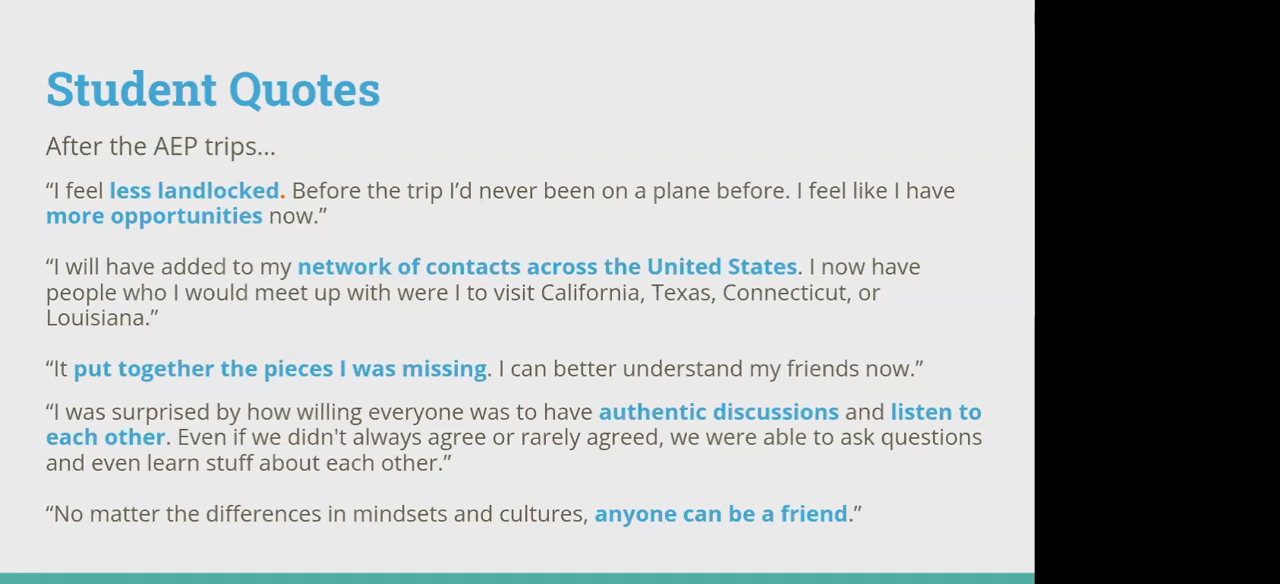 Student Quotes
After the AEP trips...
“I feel less landlocked. Before the trip I’d never been on a plane before. I feel like I have
more opportunities now.”
“I will have added to my network of contacts across the United States. I now have
people who I would meet up with were I to visit California, Texas, Connecticut, or
Louisiana.”
“It put together the pieces I was missing. I can better understand my friends now.”
“I was surprised by how willing everyone was to have authentic discussions and listen to
each other. Even if we didn't always agree or rarely agreed, we were able to ask questions
and even learn stuff about each other.”
“No matter the differences in mindsets and cultures, anyone can be a friend.”